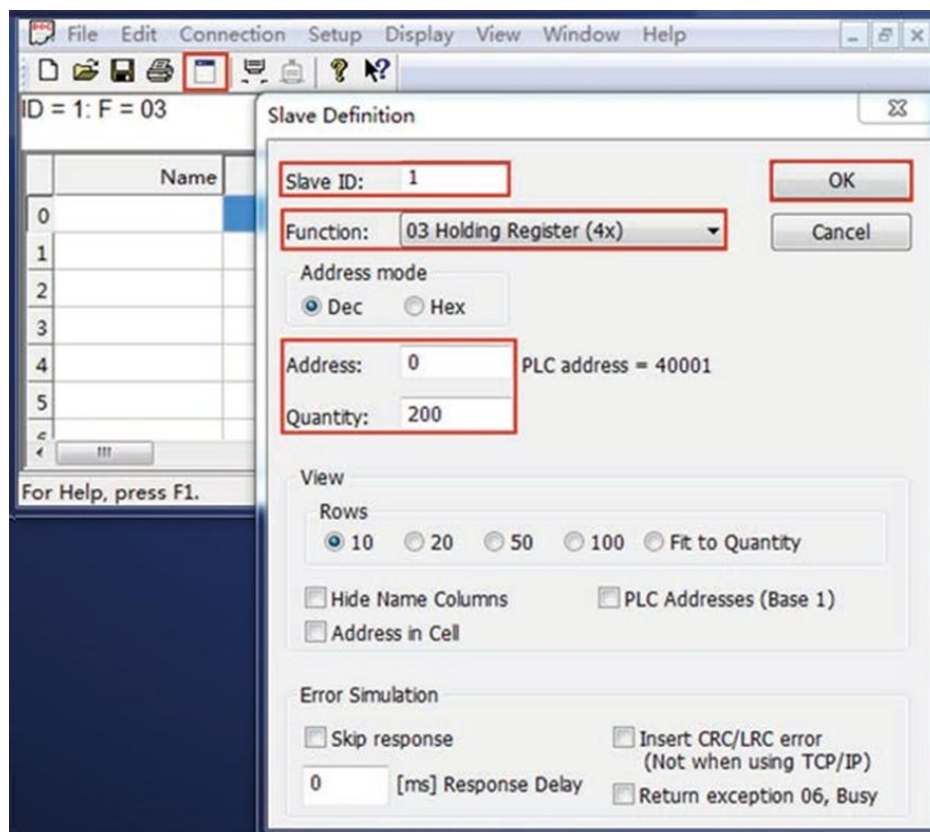 File Edit Connection Setup Display View Window Help
ID = 1: F = 03
Name
0
1
2
3
4
5
For Help, press F1.
Slave Definition
Slave ID: 1
OK
Function: 03 Holding Register (4x)
Cancel
Address mode
Dec Hex
Address: 0 PLC address = 40001
Quantity: 200
View
Rows
10 20 50 100 Fit to Quantity
Hide Name Columns PLC Addresses (Base 1)
Address in Cell
Error Simulation
Skip response Insert CRC/LRC error
(Not when using TCP/IP)
0 [ms] Response Delay Return exception 06, Busy